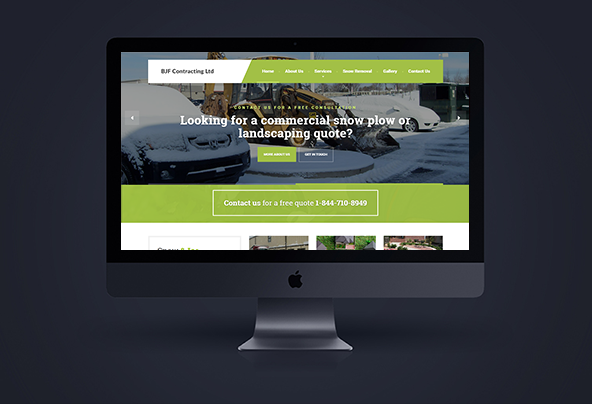 BJF Contracting Ltd
Home About Us Services Snow Removal Gallery Contact Us
CONTACT US FOR A FREE CONSULTATION
Looking for a commercial snow plow or
landscaping quote?
MORE ABOUT US GET IN TOUCH
Contact us for a free quote 1-844-710-8949